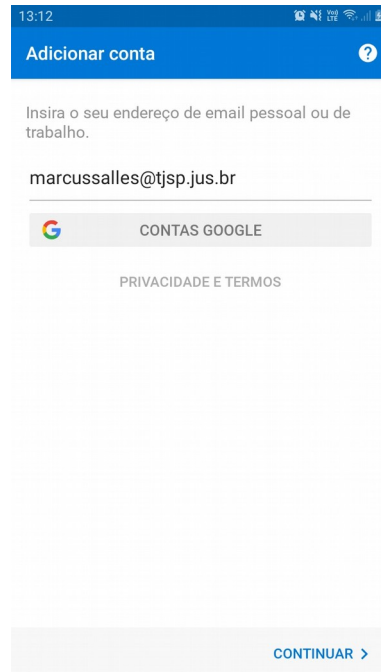 13:12
Adicionar conta
Insira o seu endereço de email pessoal ou de
trabalho.
marcussalles@tjsp.jus.br
CONTAS GOOGLE
PRIVACIDADE E TERMOS
CONTINUAR